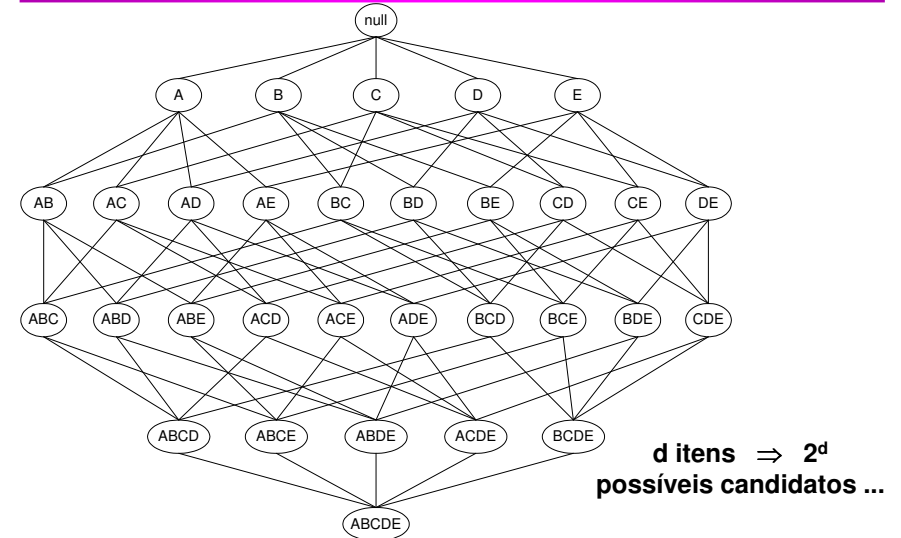 null
A B C D E
AB AC AD AE BC BD BE CD CE DE
ABC ABD ABE ACD ACE ADE BCD BCE BDE CDE
ABCD ABCE ABDE ACDE BCDE
d itens ⇒ 2ᵈ
possíveis candidatos ...
ABCDE